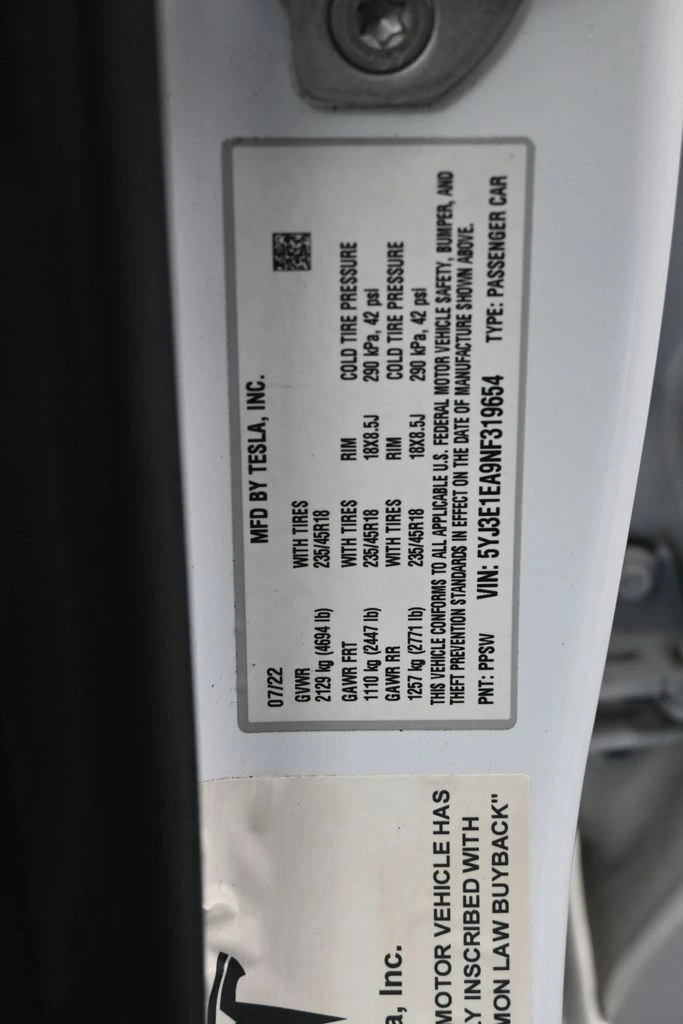 MFD BY TESLA, INC.
07/22
GVWR WITH TIRES
2129 kg (4694 lb) 235/45R18
GAWR FRT WITH TIRES RIM COLD TIRE PRESSURE
1110 kg (2447 lb) 235/45R18 18X8.5J 290 kPa, 42 psi
GAWR RR WITH TIRES RIM COLD TIRE PRESSURE
1257 kg (2771 lb) 235/45R18 18X8.5J 290 kPa, 42 psi
THIS VEHICLE CONFORMS TO ALL APPLICABLE U.S. FEDERAL MOTOR VEHICLE SAFETY, BUMPER, AND
THEFT PREVENTION STANDARDS IN EFFECT ON THE DATE OF MANUFACTURE SHOWN ABOVE.
PNT: PPSW VIN: 5YJ3E1EA9NF319654 TYPE: PASSENGER CAR
a, Inc.
MOTOR VEHICLE HAS
LY INSCRIBED WITH
MON LAW BUYBACK"